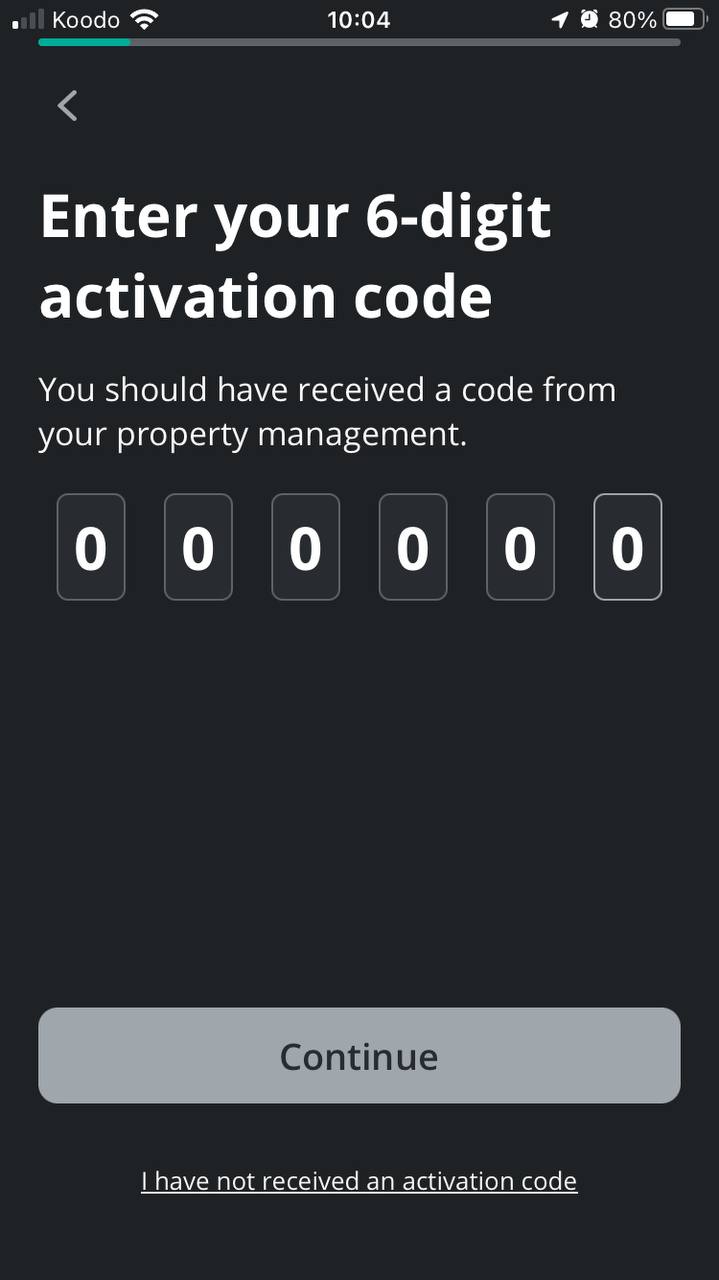 Koodo 10:04 80%
Enter your 6-digit
activation code
You should have received a code from
your property management.
0 0 0 0 0 0
Continue
I have not received an activation code